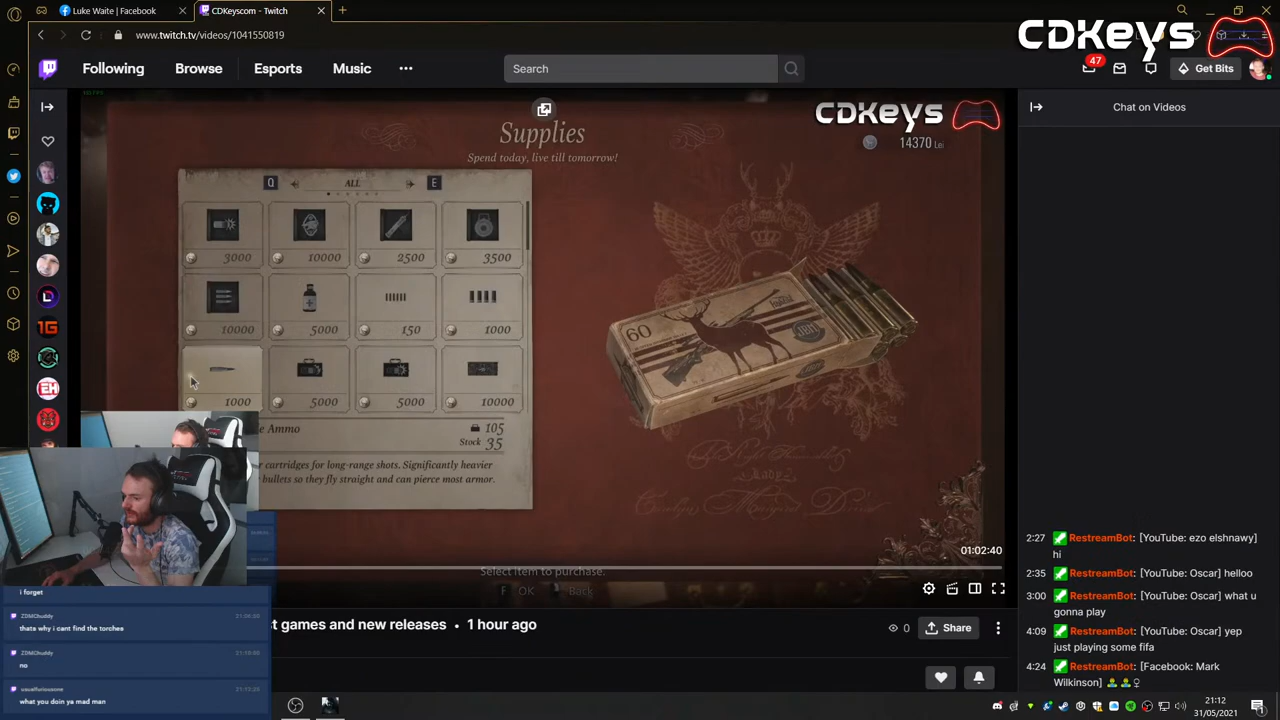 Luke Waite | Facebook
CDKeyscom - Twitch
www.twitch.tv/videos/1041550819
CDKeys
Following
Browse
Esports
Music
Search
47
Get Bits
Supplies
CDKeys
Spend today, live till tomorrow!
14370 Lei
Q
ALL
E
3000
10000
2500
3500
10000
5000
150
1000
1000
5000
5000
10000
60
JBM
e Ammo
105
Stock 35
r cartridges for long-range shots. Significantly heavier
bullets so they fly straight and can pierce most armor.
Select item to purchase.
F OK
Back
01:02:40
t games and new releases • 1 hour ago
0
Share
Chat on Videos
2:27 RestreamBot: [YouTube: ezo elshnawy]
hi
2:35 RestreamBot: [YouTube: Oscar] helloo
3:00 RestreamBot: [YouTube: Oscar] what u
gonna play
4:09 RestreamBot: [YouTube: Oscar] yep
just playing some fifa
4:24 RestreamBot: [Facebook: Mark
Wilkinson]
i forget
ZDMChuddy
thats why i cant find the torches
ZDMChuddy
no
what you doin ya mad man
21:12
31/05/2021